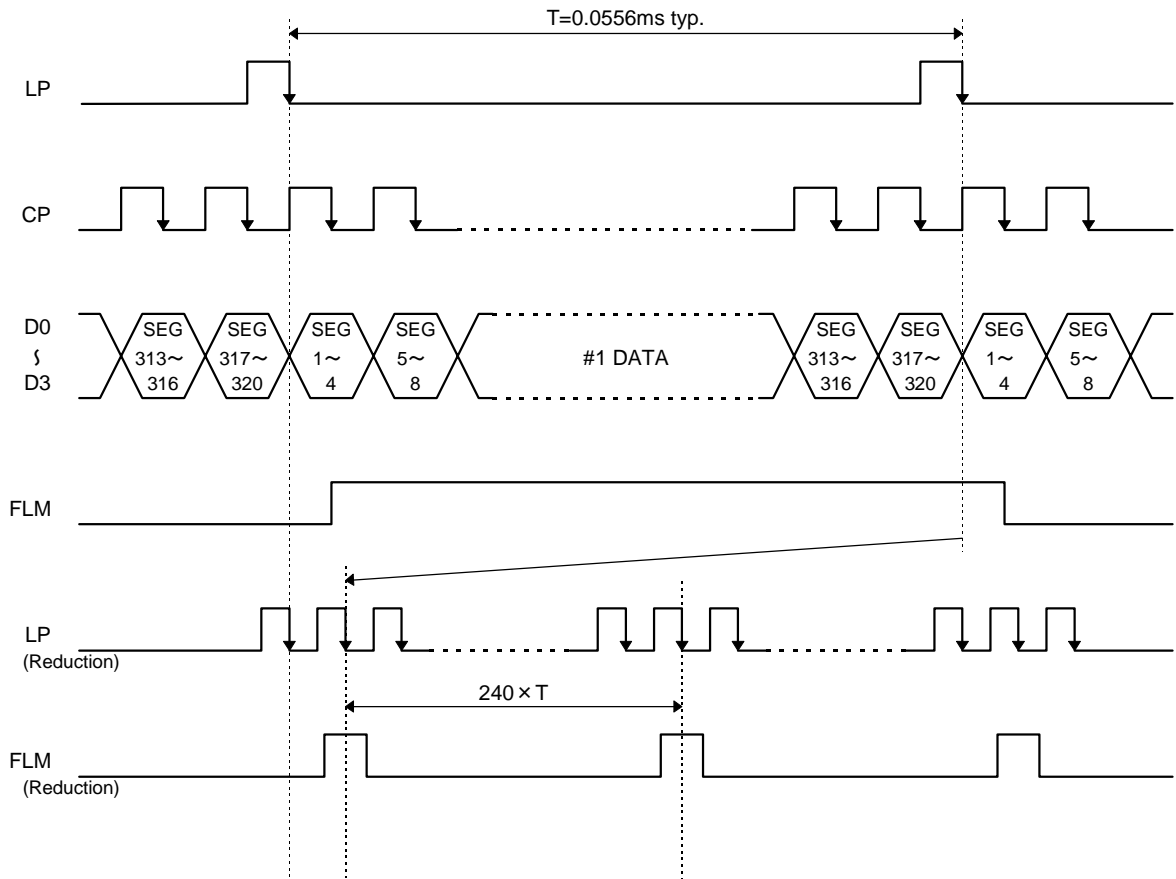 T=0.0556ms typ.
LP
CP
D0
∫
D3
SEG
313～
316
SEG
317～
320
SEG
1～
4
SEG
5～
8
#1 DATA
SEG
313～
316
SEG
317～
320
SEG
1～
4
SEG
5～
8
FLM
LP
(Reduction)
240×T
FLM
(Reduction)